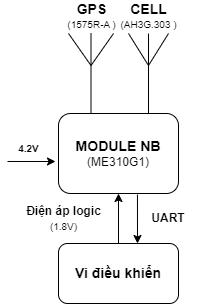 GPS CELL
(1575R-A ) (AH3G.303 )
4.2V
MODULE NB
(ME310G1)
Điện áp logic
(1.8V)
UART
Vi điều khiển